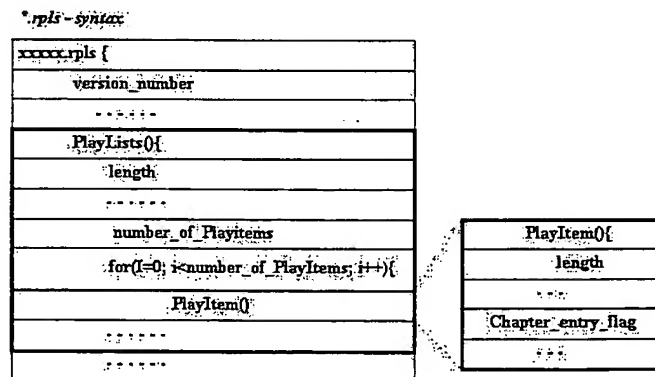 *.rpls - syntax
xxxxx.rpls {
version_number
- - - - - -
PlayLists(){
length
- - - - - -
number_of_Playitems
for(I=0; i<number_of_PlayItems; i++){
PlayItem()
- - - - - -
- - - - - -
PlayItem(){
length
- - -
Chapter_entry_flag
- - -